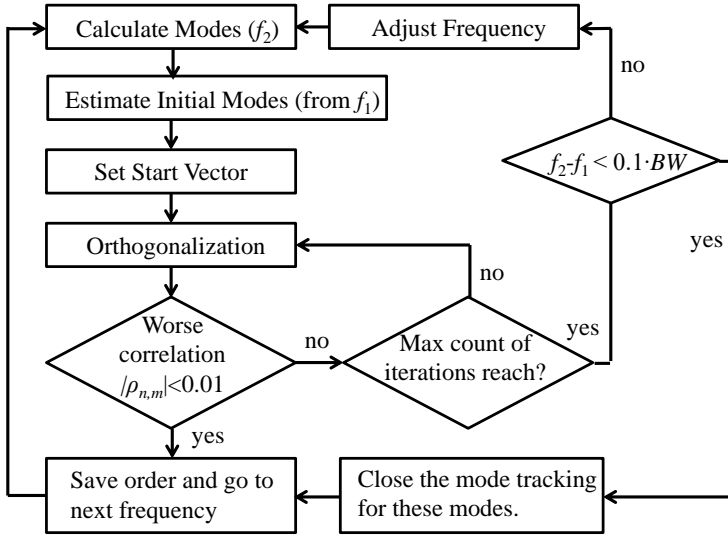 Calculate Modes (f₂)
Adjust Frequency
no
Estimate Initial Modes (from f₁)
f₂-f₁ < 0.1·BW
Set Start Vector
yes
Orthogonalization
no
Worse
correlation
|ρₙ,ₘ|<0.01
no
Max count of
iterations reach?
yes
yes
Save order and go to
next frequency
Close the mode tracking
for these modes.